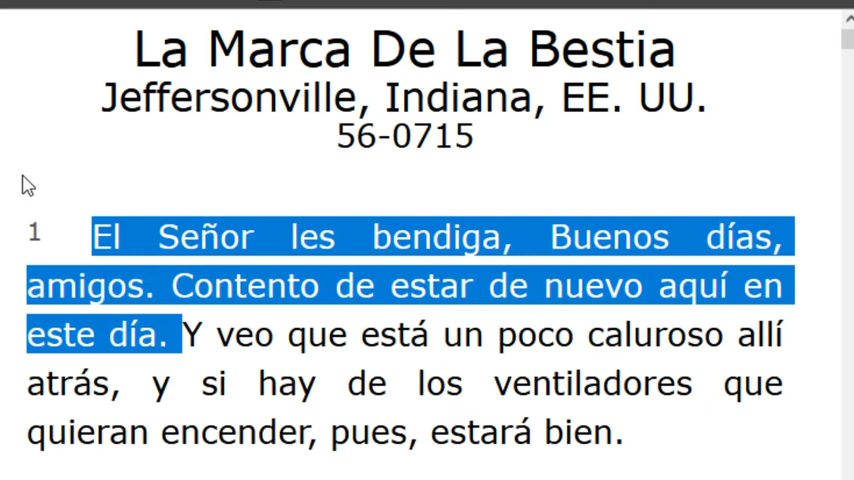 La Marca De La Bestia
Jeffersonville, Indiana, EE. UU.
56-0715
1 El Señor les bendiga, Buenos días,
amigos. Contento de estar de nuevo aquí en
este día. Y veo que está un poco caluroso allí
atrás, y si hay de los ventiladores que
quieran encender, pues, estará bien.